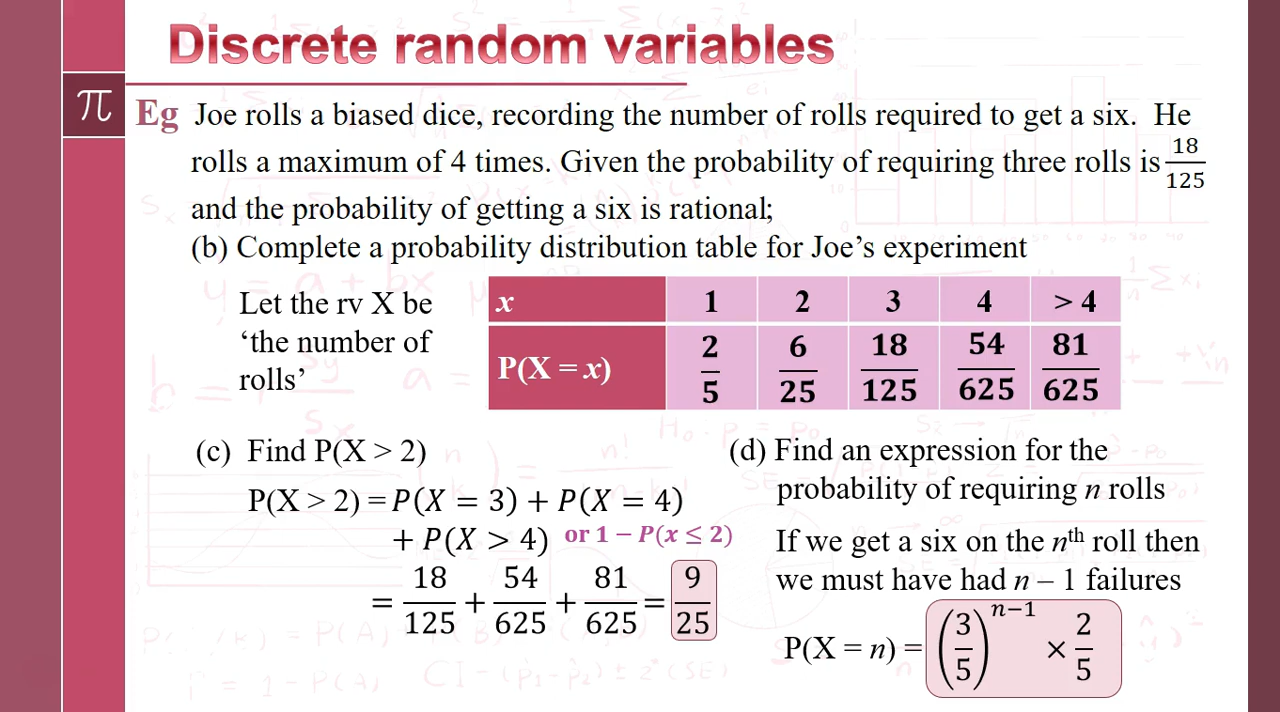 Discrete random variables
π
Eg Joe rolls a biased dice, recording the number of rolls required to get a six. He
rolls a maximum of 4 times. Given the probability of requiring three rolls is 18/125
and the probability of getting a six is rational;
(b) Complete a probability distribution table for Joe's experiment
Let the rv X be
‘the number of
rolls’
x 1 2 3 4 > 4
P(X = x) 2/5 6/25 18/125 54/625 81/625
(c) Find P(X > 2)
P(X > 2) = P(X = 3) + P(X = 4)
+ P(X > 4) or 1 − P(x ≤ 2)
= 18/125 + 54/625 + 81/625 = 9/25
(d) Find an expression for the
probability of requiring n rolls
If we get a six on the nth roll then
we must have had n – 1 failures
P(X = n) = (3/5)^(n−1) × 2/5